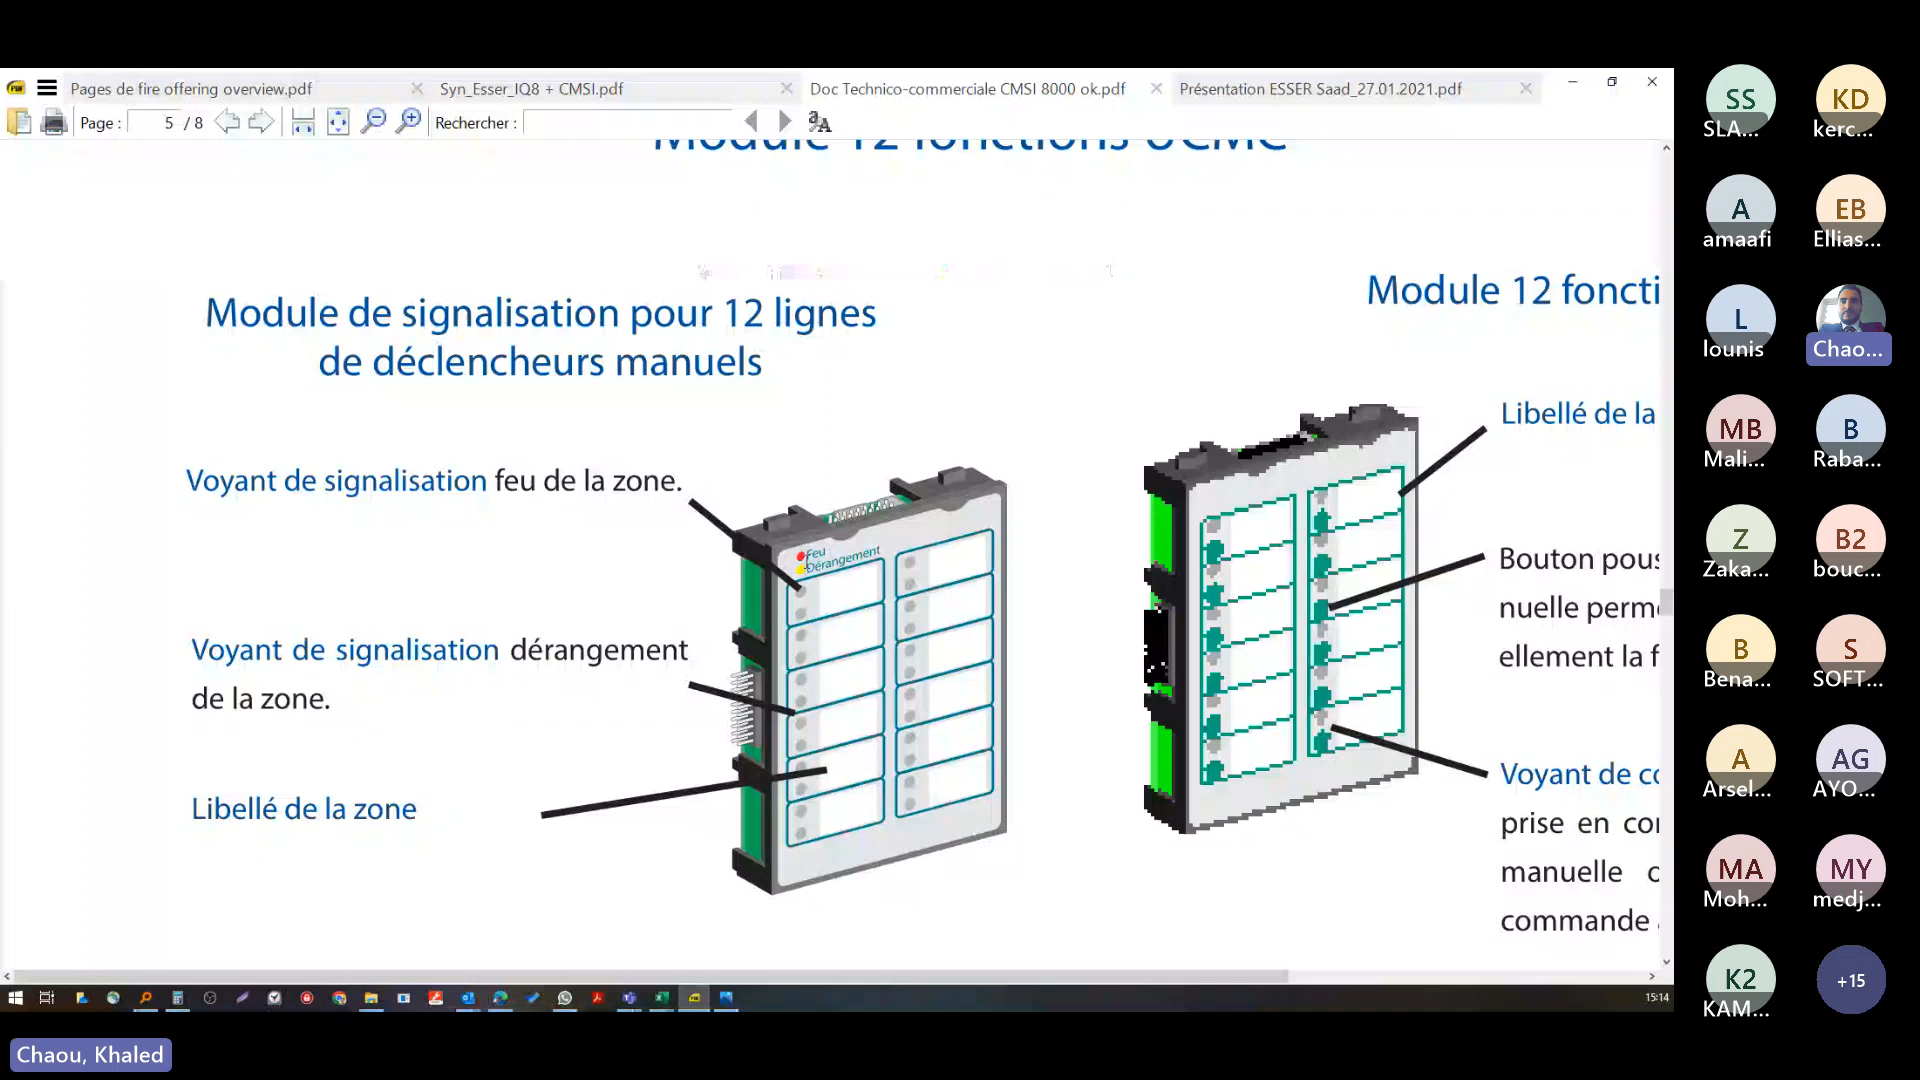 Pages de fire offering overview.pdf
Syn_Esser_IQ8 + CMSI.pdf
Doc Technico-commerciale CMSI 8000 ok.pdf
Présentation ESSER Saad_27.01.2021.pdf
Page : 5 / 8
Rechercher :
Module 12 fonctions
Module de signalisation pour 12 lignes
de déclencheurs manuels
Voyant de signalisation feu de la zone.
Feu
Dérangement
Voyant de signalisation dérangement
de la zone.
Libellé de la zone
Module 12 foncti
Libellé de la
Bouton pous
nuelle perm
ellement la f
Voyant de co
prise en co
manuelle
commande
15:14
SS
SLA...
KD
kerc...
A
amaafi
EB
Ellias...
L
lounis
Chao...
MB
Mali...
B
Raba...
Z
Zaka...
B2
bouc...
B
Bena...
S
SOFT...
A
Arsel...
AG
AYO...
MA
Moh...
MY
medj...
K2
KAM...
+15
Chaou, Khaled